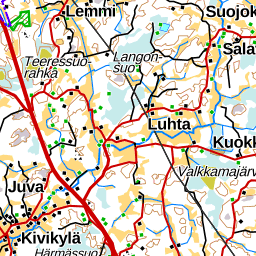 Lemmi
Suojok
Sala
Teeressuo-
rahka
Langon-
suo
Luhta
Kuokk
Valkkamajärv
Juva
Kivikylä
Härmässuo